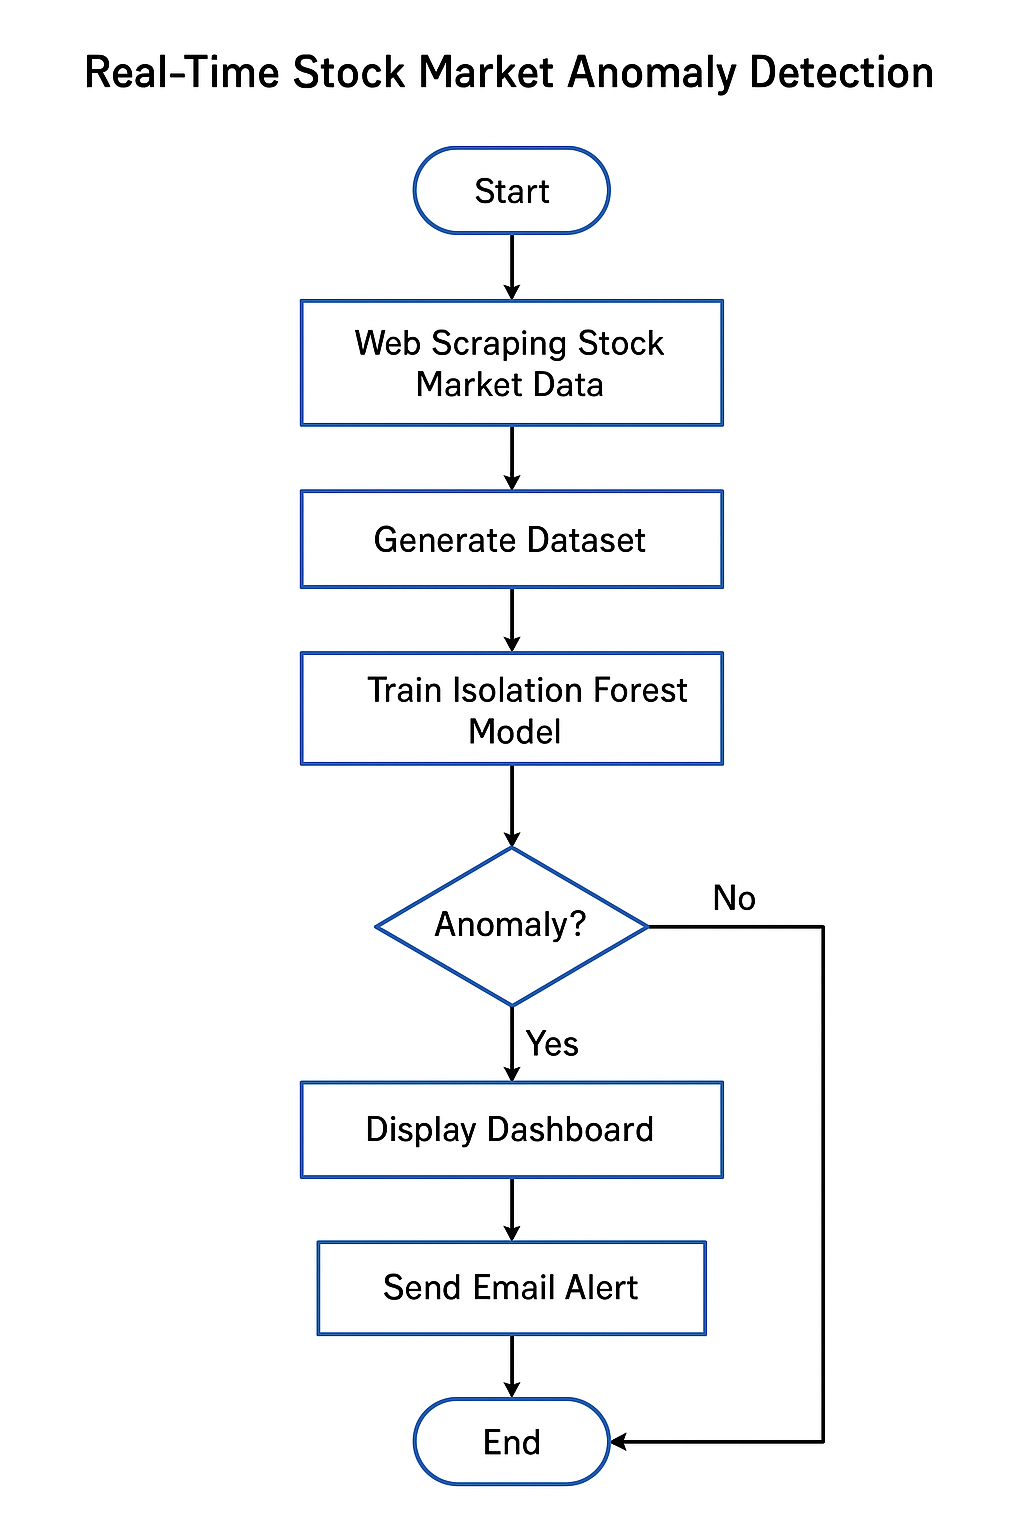 Real-Time Stock Market Anomaly Detection
Start
Web Scraping Stock
Market Data
Generate Dataset
Train Isolation Forest
Model
Anomaly?
No
Yes
Display Dashboard
Send Email Alert
End